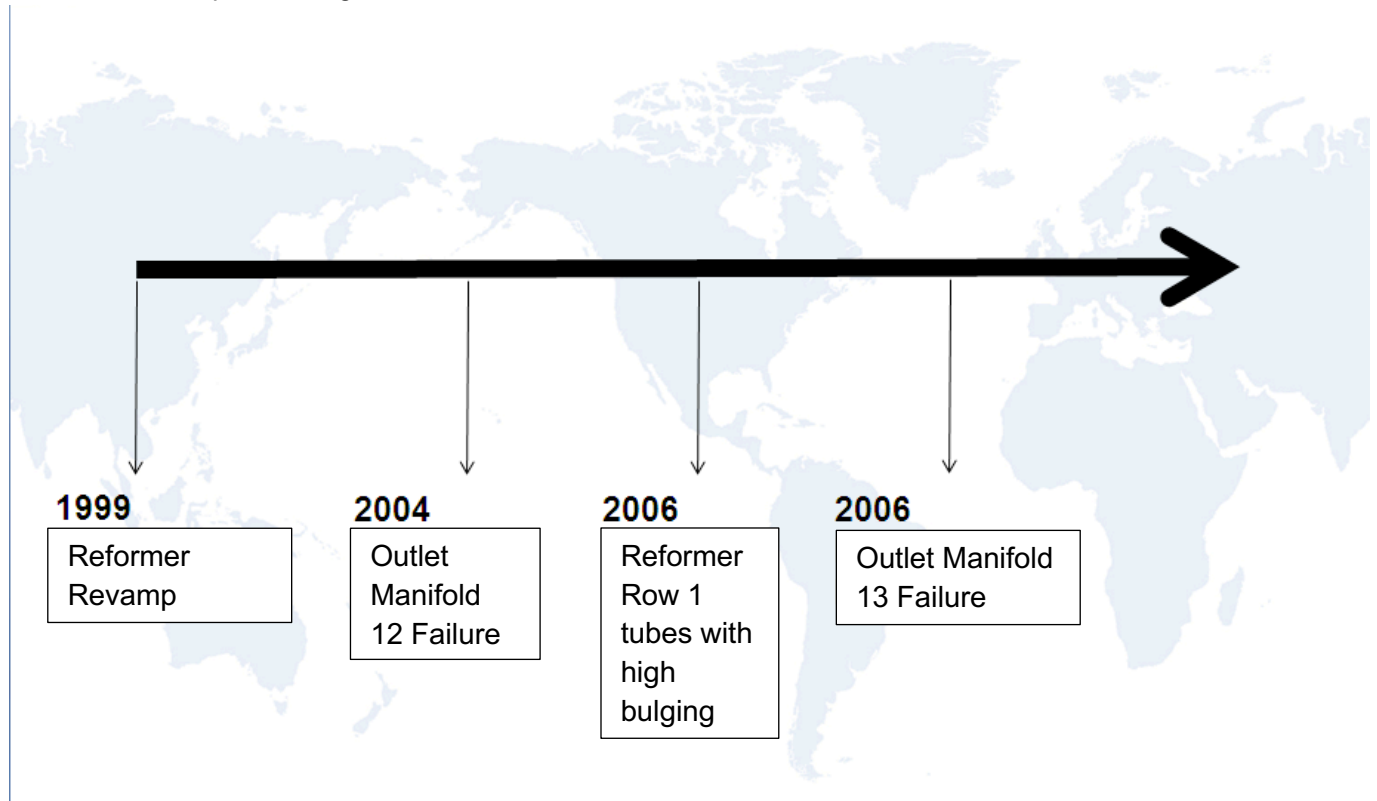 1999
Reformer
Revamp
2004
Outlet
Manifold
12 Failure
2006
Reformer
Row 1
tubes with
high
bulging
2006
Outlet Manifold
13 Failure